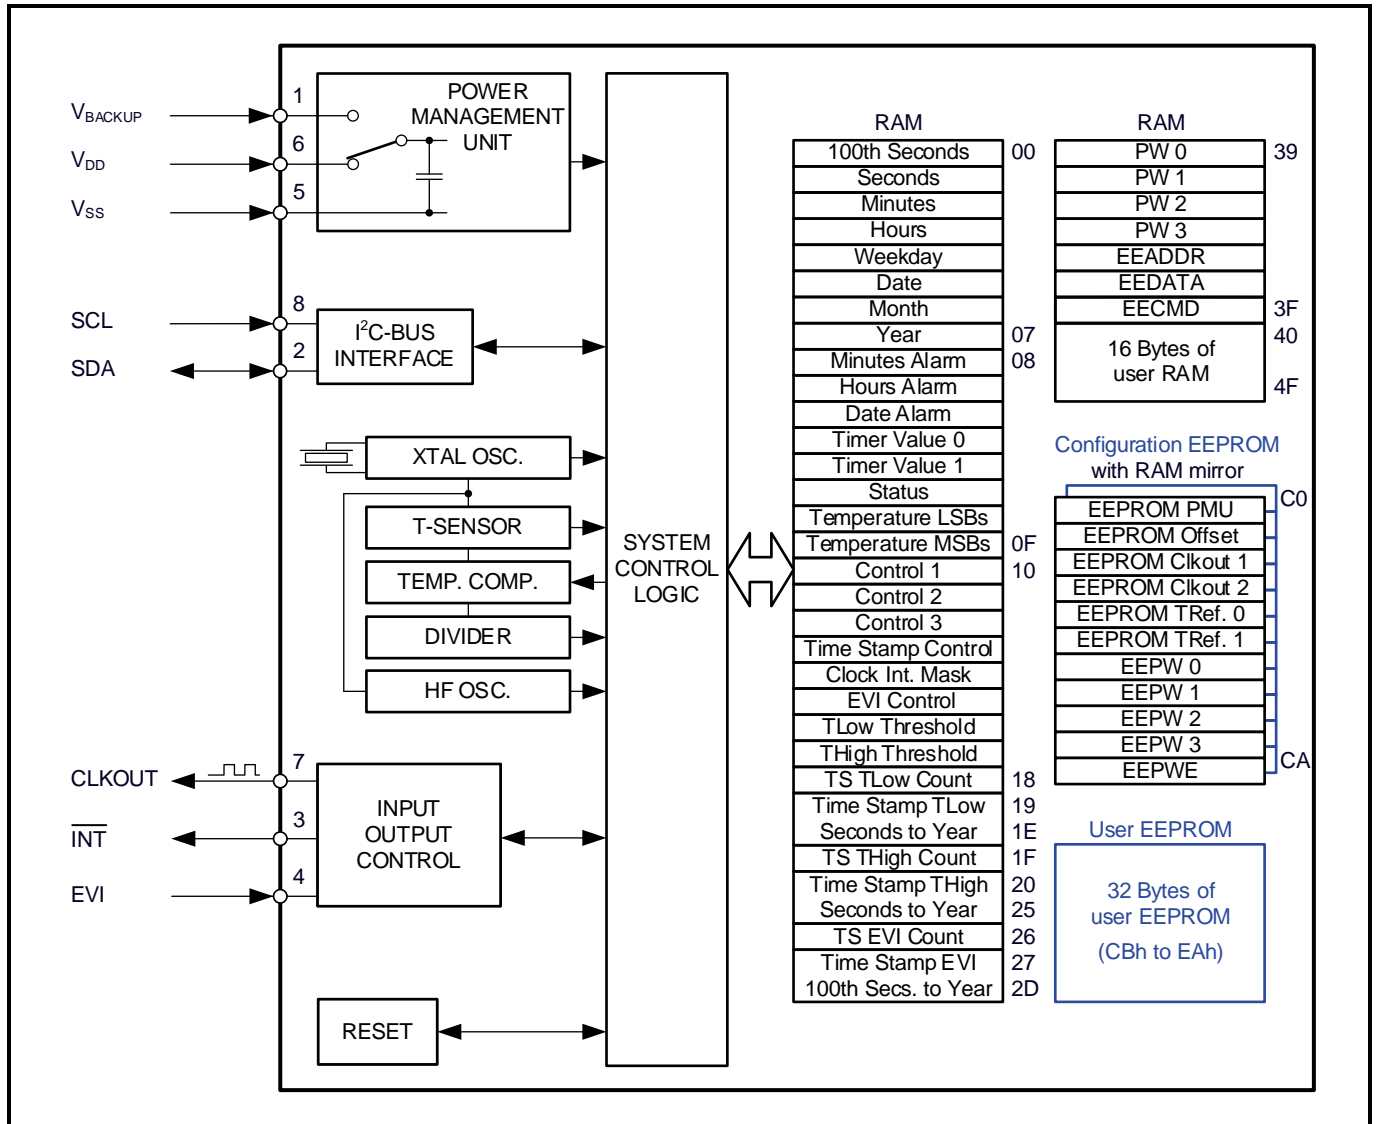 V_BACKUP
1
V_DD
6
V_SS
5
POWER
MANAGEMENT
UNIT
SCL
8
SDA
2
I²C-BUS
INTERFACE
XTAL OSC.
T-SENSOR
TEMP. COMP.
DIVIDER
HF OSC.
CLKOUT
7
INT
3
EVI
4
INPUT
OUTPUT
CONTROL
RESET
SYSTEM
CONTROL
LOGIC
RAM
100th Seconds 00
Seconds
Minutes
Hours
Weekday
Date
Month
Year 07
Minutes Alarm 08
Hours Alarm
Date Alarm
Timer Value 0
Timer Value 1
Status
Temperature LSBs
Temperature MSBs 0F
Control 1 10
Control 2
Control 3
Time Stamp Control
Clock Int. Mask
EVI Control
TLow Threshold
THigh Threshold
TS TLow Count 18
Time Stamp TLow 19
Seconds to Year 1E
TS THigh Count 1F
Time Stamp THigh 20
Seconds to Year 25
TS EVI Count 26
Time Stamp EVI 27
100th Secs. to Year 2D
RAM
PW 0 39
PW 1
PW 2
PW 3
EEADDR
EEDATA
EECMD 3F
40
16 Bytes of
user RAM
4F
Configuration EEPROM
with RAM mirror
C0
EEPROM PMU
EEPROM Offset
EEPROM Clkout 1
EEPROM Clkout 2
EEPROM TRef. 0
EEPROM TRef. 1
EEPW 0
EEPW 1
EEPW 2
EEPW 3
CA
EEPWE
User EEPROM
32 Bytes of
user EEPROM
(CBh to EAh)